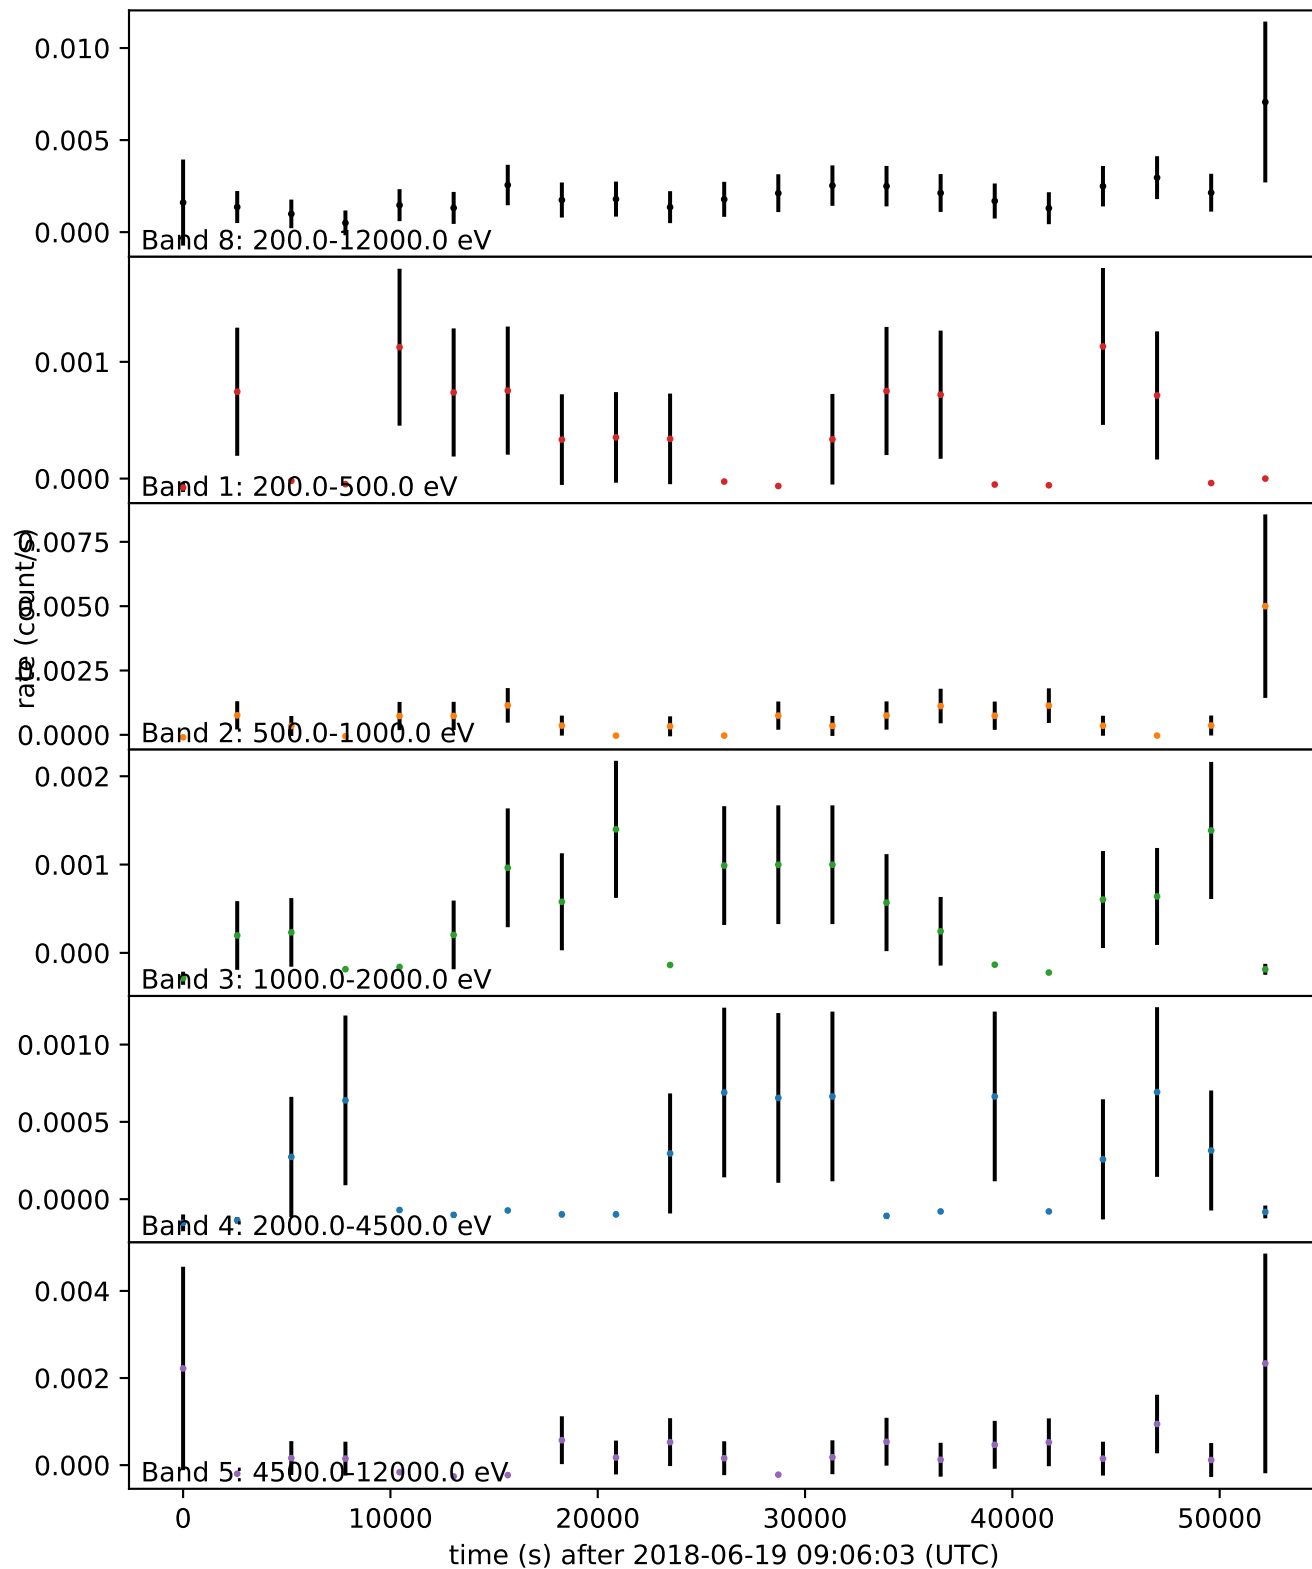 0.010
0.005
0.000
Band 8: 200.0-12000.0 eV
0.001
0.000
Band 1: 200.0-500.0 eV
rate (count/s)
0.0075
0.0050
0.0025
0.0000
Band 2: 500.0-1000.0 eV
0.002
0.001
0.000
Band 3: 1000.0-2000.0 eV
0.0010
0.0005
0.0000
Band 4: 2000.0-4500.0 eV
0.004
0.002
0.000
Band 5: 4500.0-12000.0 eV
0 10000 20000 30000 40000 50000
time (s) after 2018-06-19 09:06:03 (UTC)